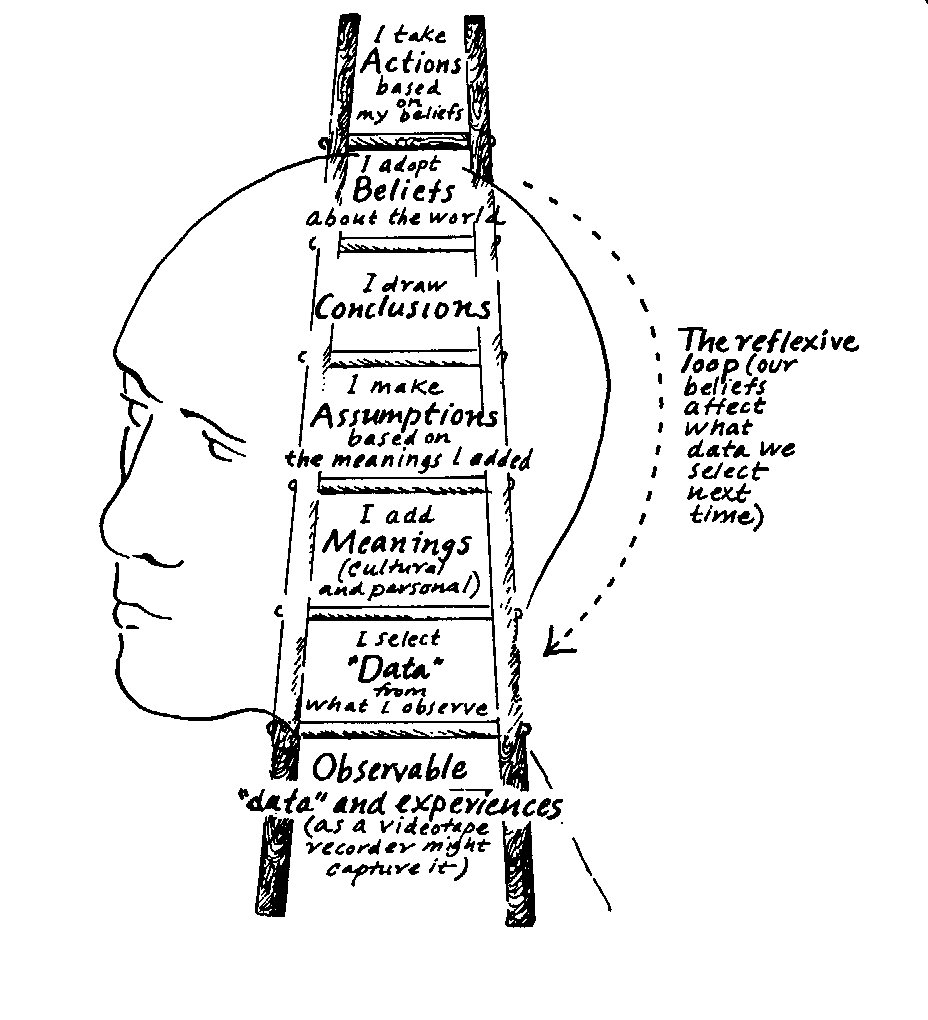 I take
Actions
based
on
my beliefs
I adopt
Beliefs
about the world
I draw
Conclusions
I make
Assumptions
based on
the meanings I added
I add
Meanings
(cultural
and personal)
I select
"Data"
from
what I observe
Observable
"data" and experiences
(as a videotape
recorder might
capture it)
The reflexive
loop (our
beliefs
affect
what
data we
select
next
time)